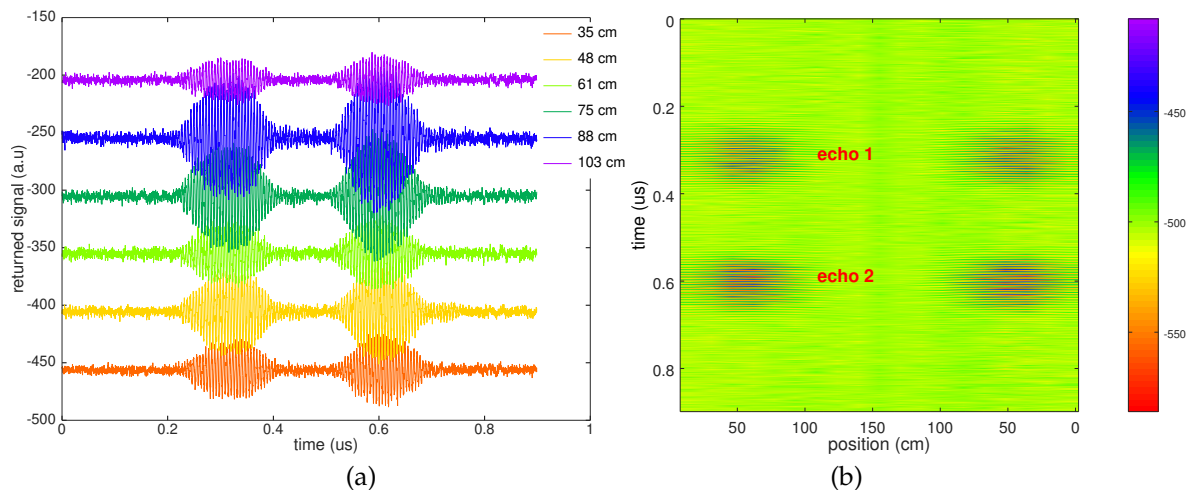 -150
-200
-250
-300
-350
-400
-450
-500
returned signal (a.u)
35 cm
48 cm
61 cm
75 cm
88 cm
103 cm
0
0.2
0.4
0.6
0.8
1
time (us)
(a)
0
0.2
0.4
0.6
0.8
time (us)
echo 1
echo 2
50
100
150
100
50
0
position (cm)
-450
-500
-550
(b)